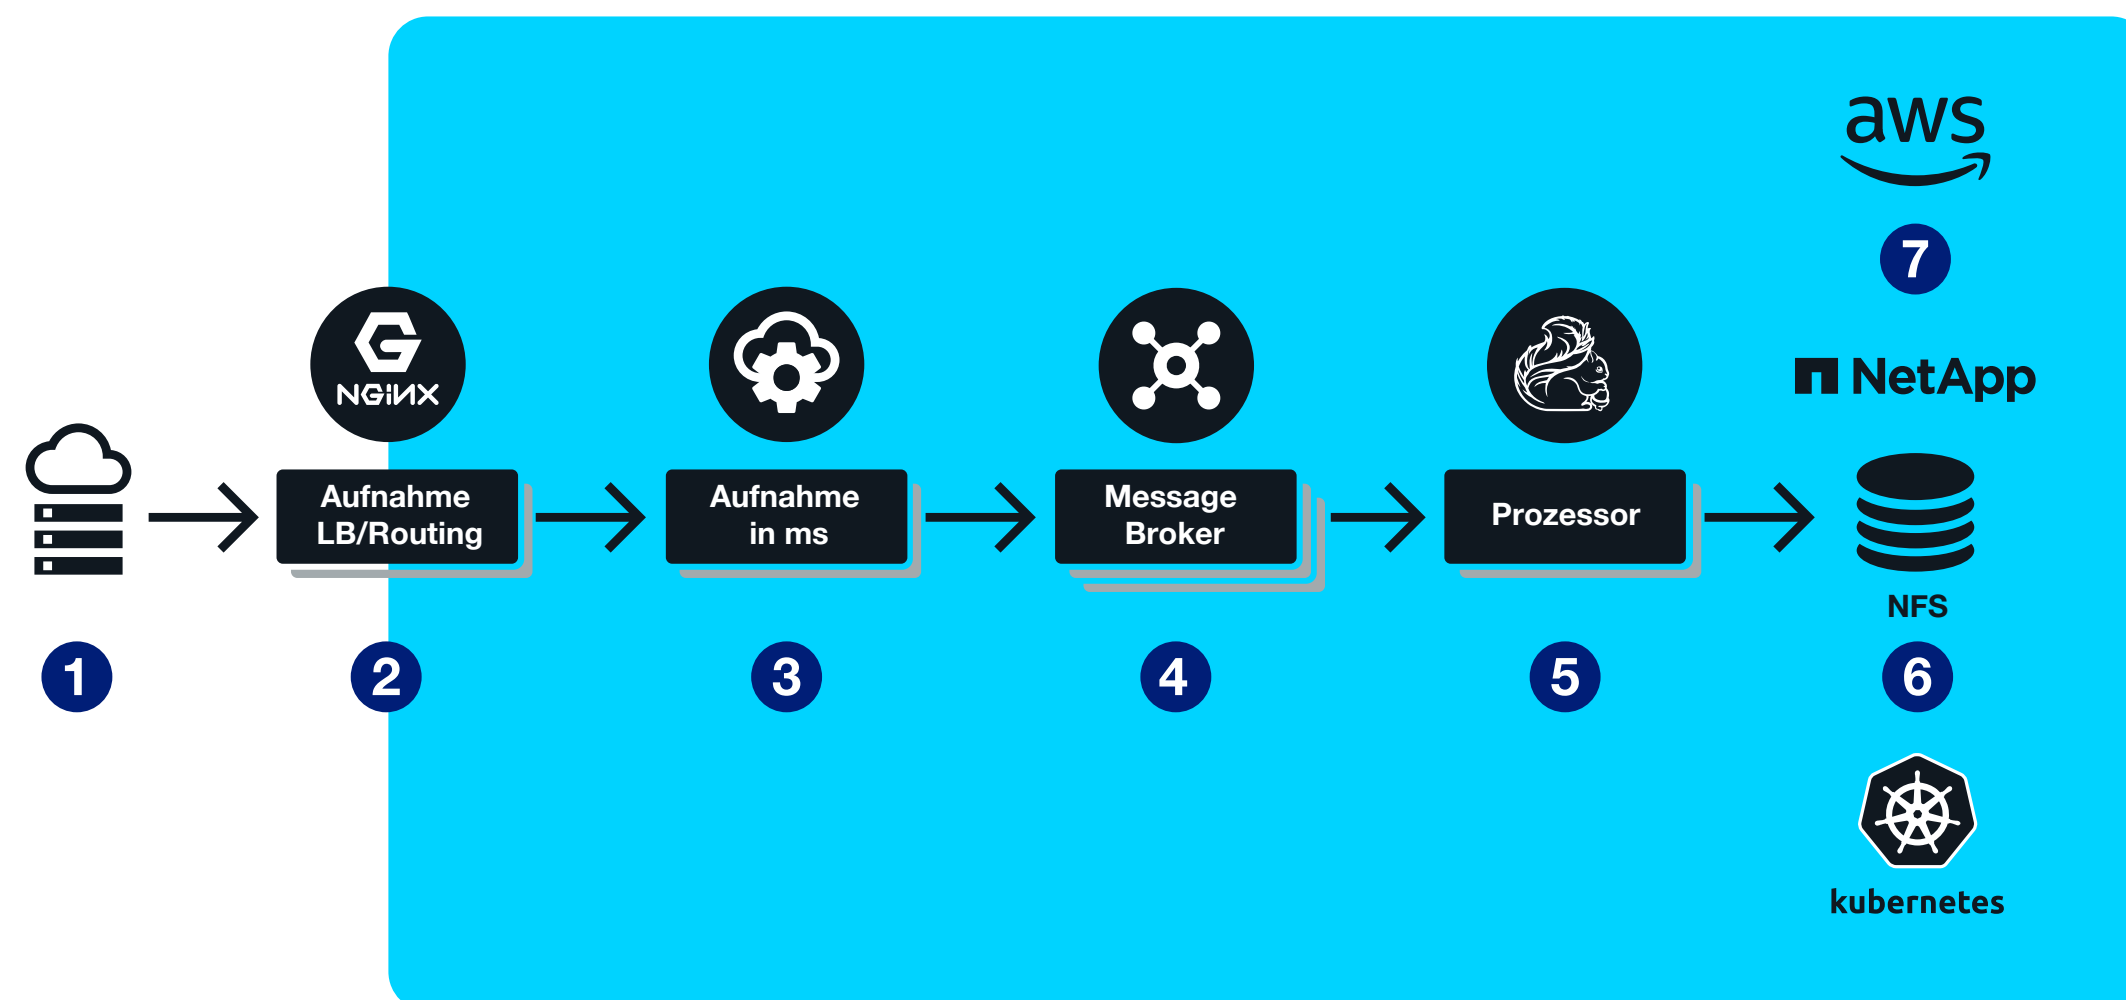 aws
7
NGiNX
NetApp
Aufnahme
LB/Routing
Aufnahme
in ms
Message
Broker
Prozessor
NFS
1
2
3
4
5
6
kubernetes